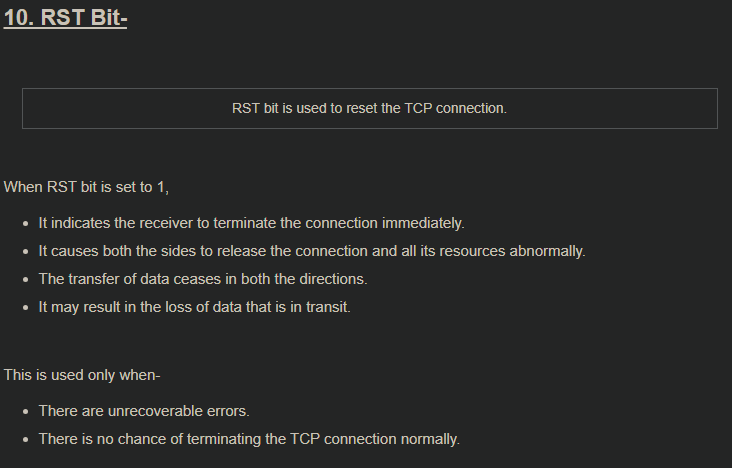 10. RST Bit-
RST bit is used to reset the TCP connection.
When RST bit is set to 1,
• It indicates the receiver to terminate the connection immediately.
• It causes both the sides to release the connection and all its resources abnormally.
• The transfer of data ceases in both the directions.
• It may result in the loss of data that is in transit.
This is used only when-
• There are unrecoverable errors.
• There is no chance of terminating the TCP connection normally.